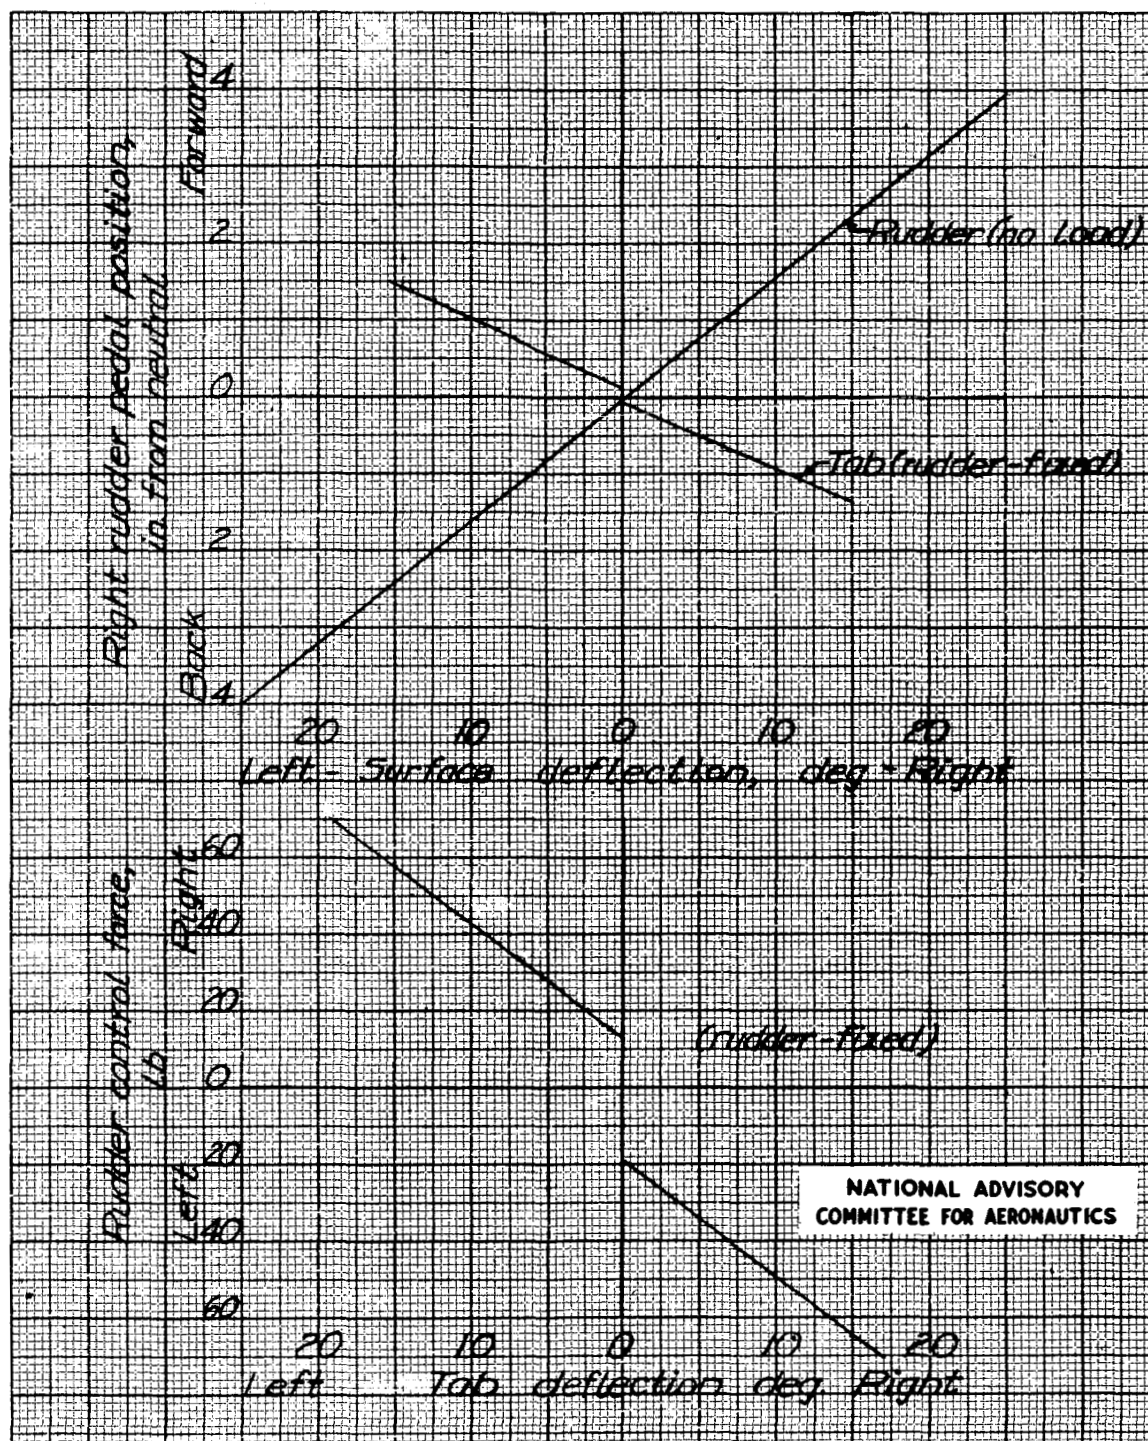 Right rudder pedal position,
in. from neutral
Forward
Back
4
2
0
2
4
Rudder (no load)
Tab (rudder-fixed)
20 10 0 10 20
Left - Surface deflection, deg - Right
Rudder control force,
Lb
Right
Left
60
40
20
0
20
40
60
(rudder-fixed)
NATIONAL ADVISORY
COMMITTEE FOR AERONAUTICS
20 10 0 10 20
Left Tab deflection deg. Right